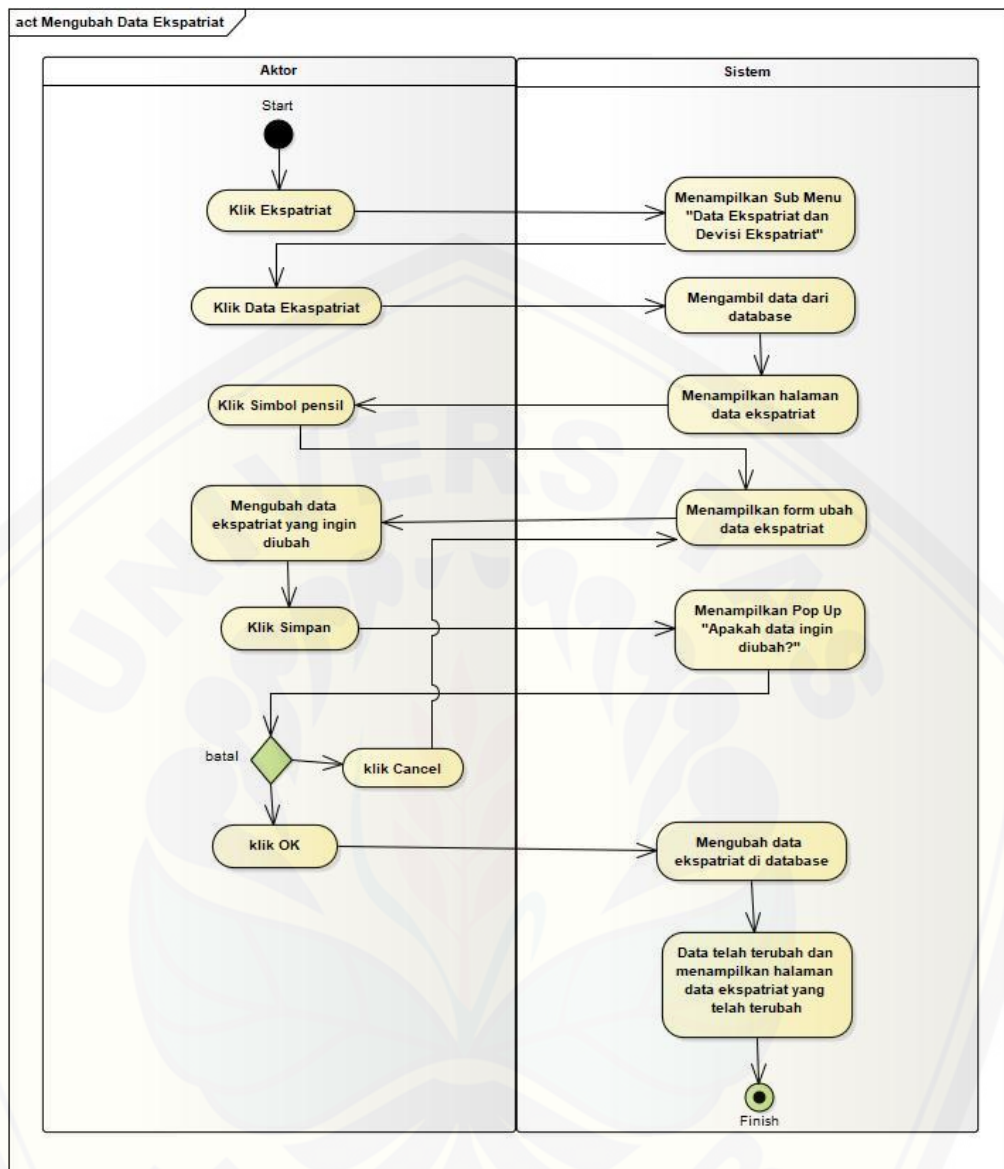 act Mengubah Data Ekspatriat
Aktor
Sistem
Start
Klik Ekspatriat
Menampilkan Sub Menu
"Data Ekspatriat dan
Devisi Ekspatriat"
Klik Data Ekaspatriat
Mengambil data dari
database
Klik Simbol pensil
Menampilkan halaman
data ekspatriat
Mengubah data
ekspatriat yang ingin
diubah
Menampilkan form ubah
data ekspatriat
Klik Simpan
Menampilkan Pop Up
"Apakah data ingin
diubah?"
batal
klik Cancel
klik OK
Mengubah data
ekspatriat di database
Data telah terubah dan
menampilkan halaman
data ekspatriat yang
telah terubah
Finish
UNIVERSITAS